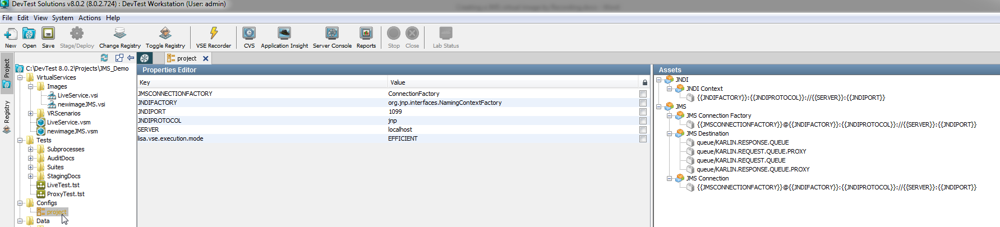 DevTest Solutions v8.0.2 (8.0.2.724) : DevTest Workstation (User: admin)
File Edit View System Actions Help
New Open Save Stage/Deploy Change Registry Toggle Registry VSE Recorder CVS Application Insight Server Console Reports Stop Close Lab Status
Project
Registry
C:\DevTest 8.0.2\Projects\JMS_Demo
VirtualServices
Images
LiveService.vsi
newimageJMS.vsi
VRScenarios
LiveService.vsm
newimageJMS.vsm
Tests
Subprocesses
AuditDocs
Suites
StagingDocs
LiveTest.tst
ProxyTest.tst
Configs
project
Data
project
Properties Editor
Key Value
JMSCONNECTIONFACTORY ConnectionFactory
JNDIFACTORY org.jnp.interfaces.NamingContextFactory
JNDIPORT 1099
JNDIPROTOCOL jnp
SERVER localhost
lisa.vse.execution.mode EFFICIENT
Assets
JNDI
JNDI Context
{{JNDIFACTORY}}:{{JNDIPROTOCOL}}://{{SERVER}}:{{JNDIPORT}}
JMS
JMS Connection Factory
{{JMSCONNECTIONFACTORY}}@{{JNDIFACTORY}}:{{JNDIPROTOCOL}}://{{SERVER}}:{{JNDIPORT}}
JMS Destination
queue/KARLIN.RESPONSE.QUEUE
queue/KARLIN.REQUEST.QUEUE.PROXY
queue/KARLIN.REQUEST.QUEUE
queue/KARLIN.RESPONSE.QUEUE.PROXY
JMS Connection
{{JMSCONNECTIONFACTORY}}@{{JNDIFACTORY}}:{{JNDIPROTOCOL}}://{{SERVER}}:{{JNDIPORT}}